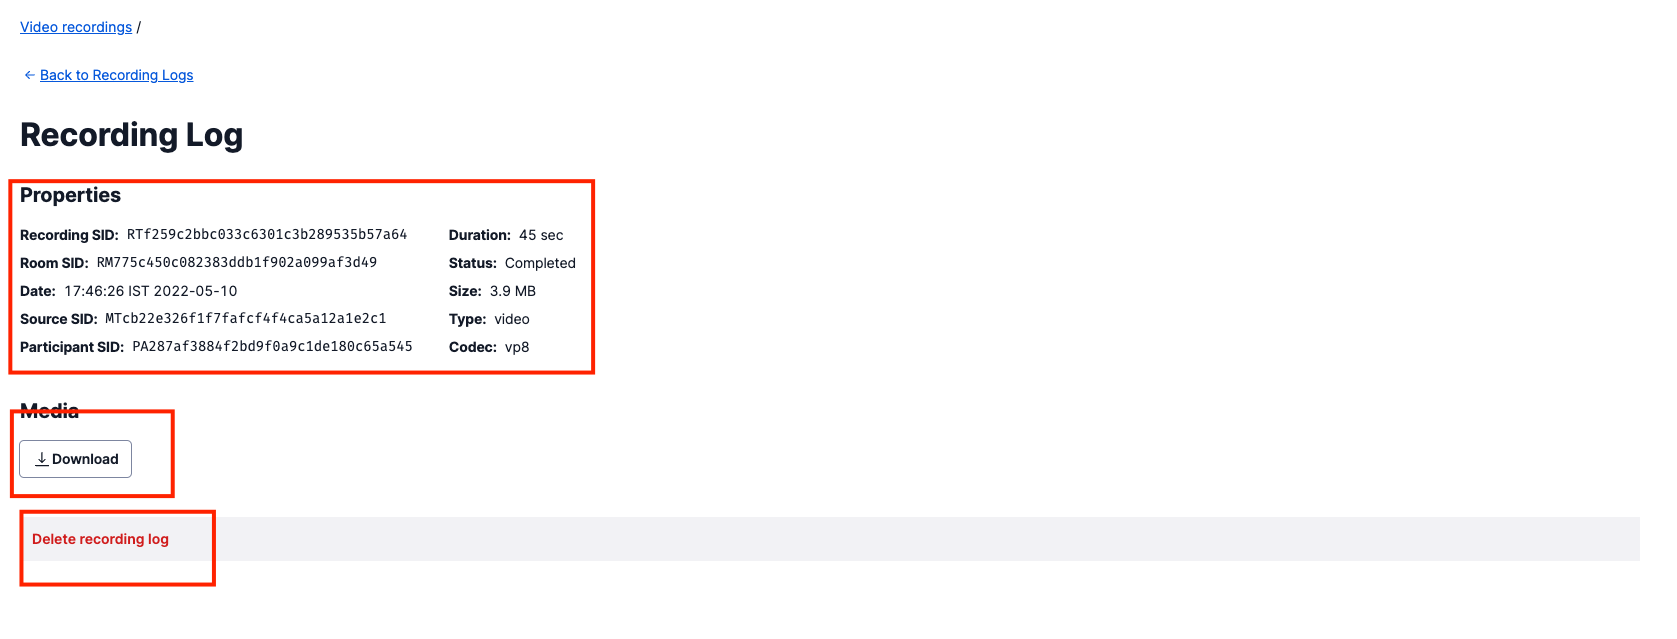 Video recordings /
← Back to Recording Logs
Recording Log
Properties
Recording SID: RTf259c2bbc033c6301c3b289535b57a64
Duration: 45 sec
Room SID: RM775c450c082383ddb1f902a099af3d49
Status: Completed
Date: 17:46:26 IST 2022-05-10
Size: 3.9 MB
Source SID: MTcb22e326f1f7fafcf4f4ca5a12a1e2c1
Type: video
Participant SID: PA287af3884f2bd9f0a9c1de180c65a545
Codec: vp8
Media
Download
Delete recording log